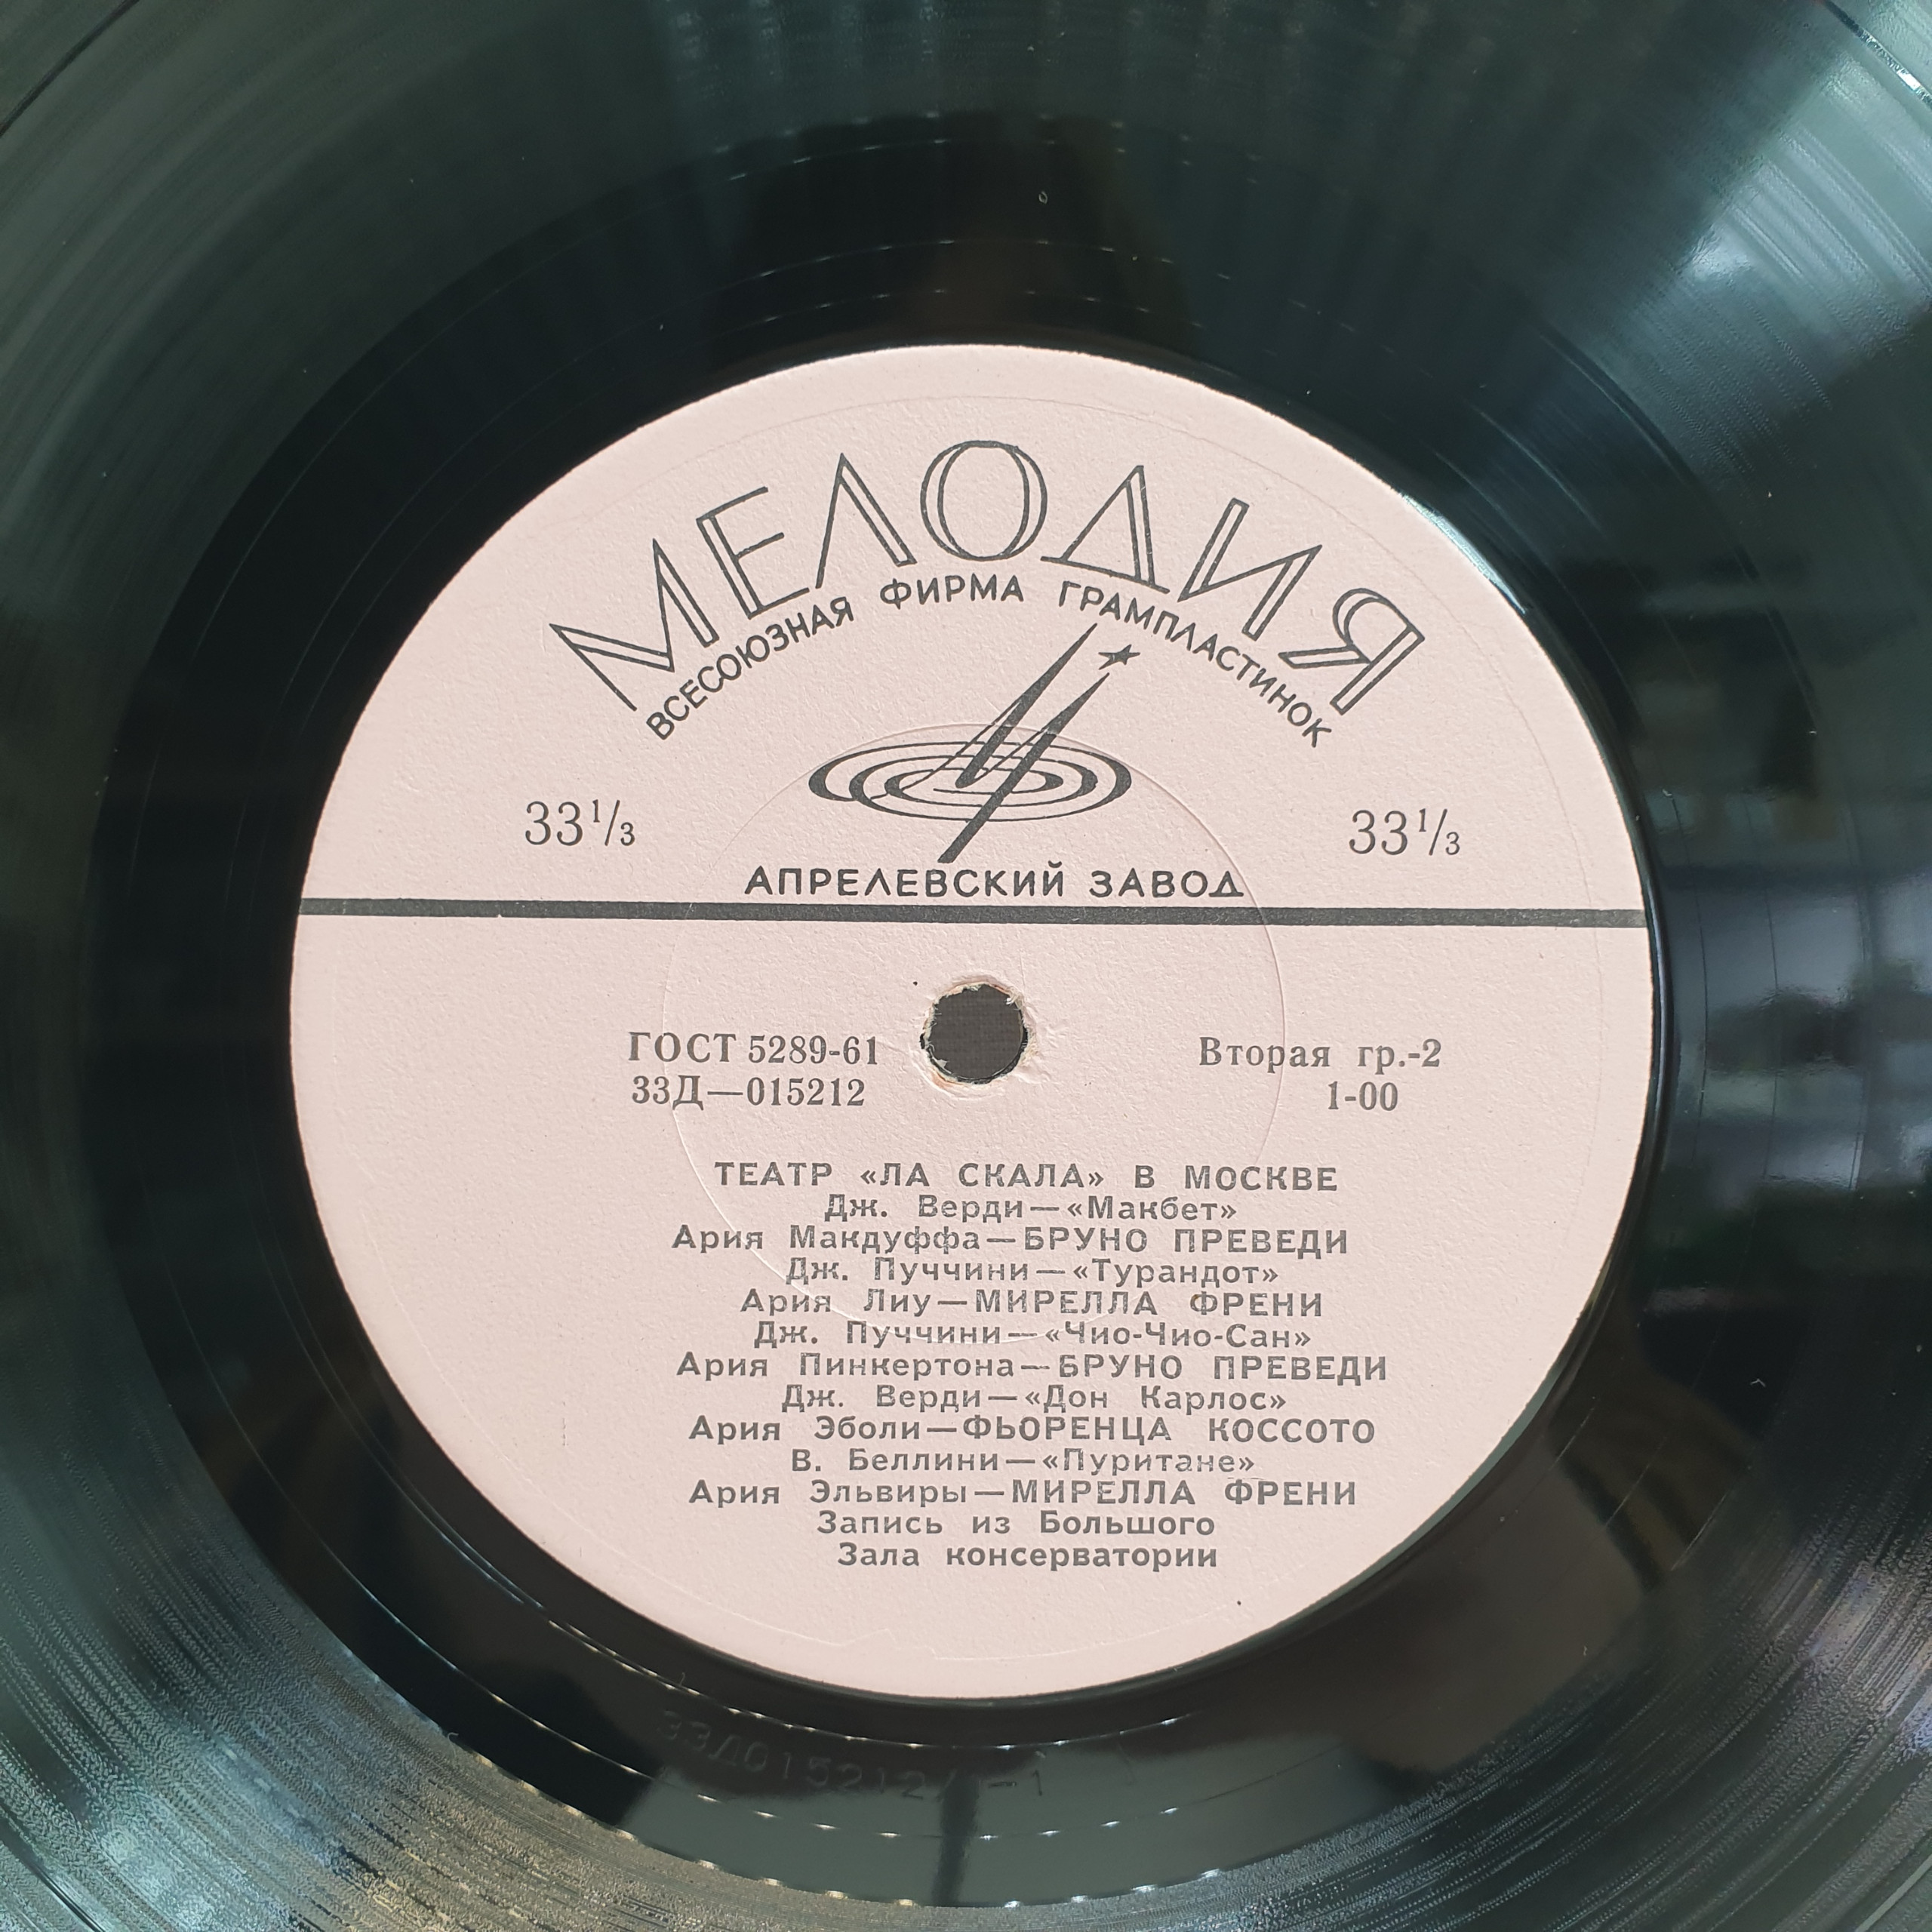 МЕЛОДИЯ
ВСЕСОЮЗНАЯ ФИРМА ГРАМПЛАСТИНОК
33 1/3 33 1/3
АПРЕЛЕВСКИЙ ЗАВОД
ГОСТ 5289-61 Вторая гр.-2
33Д—015212 1-00
ТЕАТР «ЛА СКАЛА» В МОСКВЕ
Дж. Верди—«Макбет»
Ария Макдуффа—БРУНО ПРЕВЕДИ
Дж. Пуччини—«Турандот»
Ария Лиу—МИРЕЛЛА ФРЕНИ
Дж. Пуччини—«Чио-Чио-Сан»
Ария Пинкертона—БРУНО ПРЕВЕДИ
Дж. Верди—«Дон Карлос»
Ария Эболи—ФЬОРЕНЦА КОССОТО
В. Беллини—«Пуритане»
Ария Эльвиры—МИРЕЛЛА ФРЕНИ
Запись из Большого
Зала консерватории